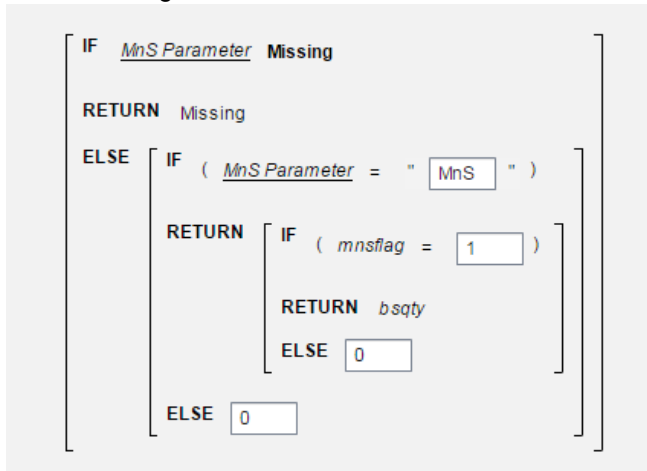 IF MnS Parameter Missing
RETURN Missing
ELSE IF ( MnS Parameter = " MnS " )
RETURN IF ( mnsflag = 1 )
RETURN bsqty
ELSE 0
ELSE 0